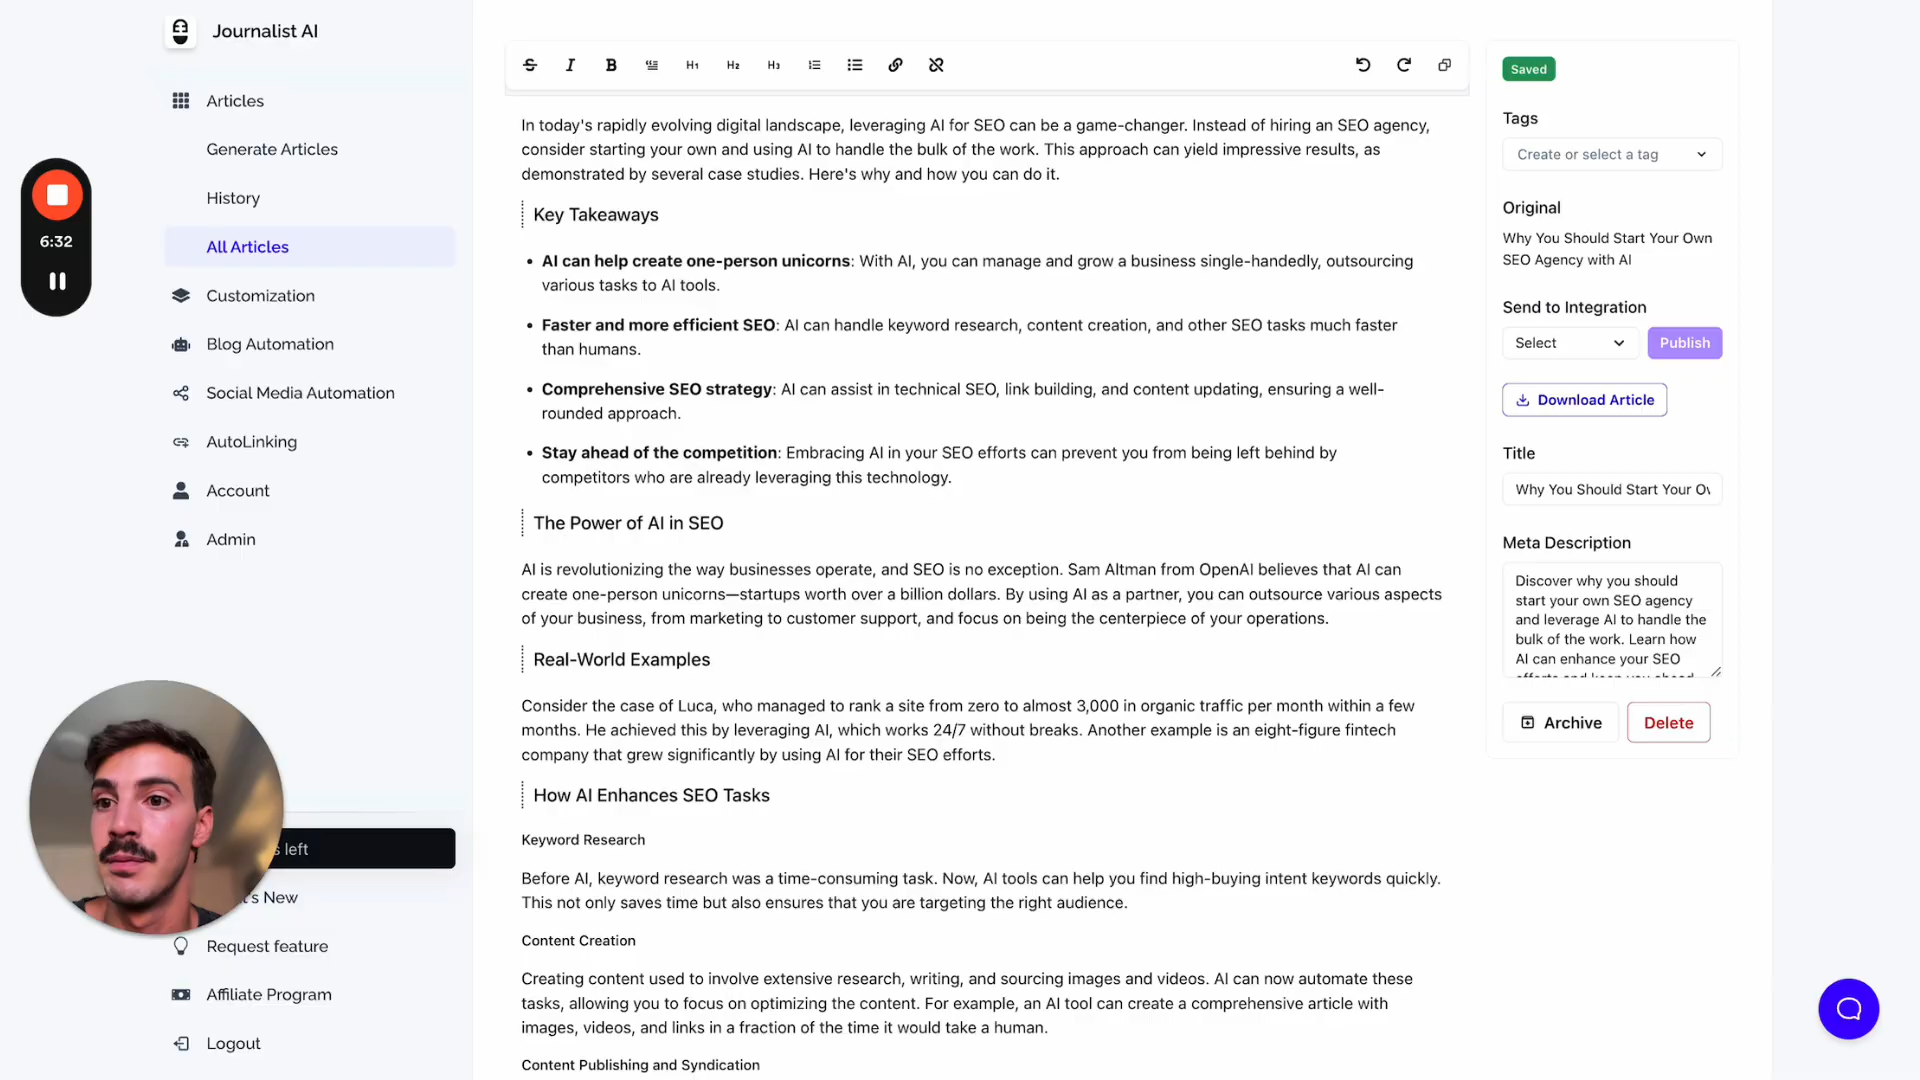 Journalist AI
Articles
Generate Articles
History
All Articles
Customization
Blog Automation
Social Media Automation
AutoLinking
Account
Admin
6:32
left
What's New
Request feature
Affiliate Program
Logout
S I B H1 H2 H3
In today's rapidly evolving digital landscape, leveraging AI for SEO can be a game-changer. Instead of hiring an SEO agency,
consider starting your own and using AI to handle the bulk of the work. This approach can yield impressive results, as
demonstrated by several case studies. Here's why and how you can do it.
Key Takeaways
• AI can help create one-person unicorns: With AI, you can manage and grow a business single-handedly, outsourcing
various tasks to AI tools.
• Faster and more efficient SEO: AI can handle keyword research, content creation, and other SEO tasks much faster
than humans.
• Comprehensive SEO strategy: AI can assist in technical SEO, link building, and content updating, ensuring a well-
rounded approach.
• Stay ahead of the competition: Embracing AI in your SEO efforts can prevent you from being left behind by
competitors who are already leveraging this technology.
The Power of AI in SEO
AI is revolutionizing the way businesses operate, and SEO is no exception. Sam Altman from OpenAI believes that AI can
create one-person unicorns—startups worth over a billion dollars. By using AI as a partner, you can outsource various aspects
of your business, from marketing to customer support, and focus on being the centerpiece of your operations.
Real-World Examples
Consider the case of Luca, who managed to rank a site from zero to almost 3,000 in organic traffic per month within a few
months. He achieved this by leveraging AI, which works 24/7 without breaks. Another example is an eight-figure fintech
company that grew significantly by using AI for their SEO efforts.
How AI Enhances SEO Tasks
Keyword Research
Before AI, keyword research was a time-consuming task. Now, AI tools can help you find high-buying intent keywords quickly.
This not only saves time but also ensures that you are targeting the right audience.
Content Creation
Creating content used to involve extensive research, writing, and sourcing images and videos. AI can now automate these
tasks, allowing you to focus on optimizing the content. For example, an AI tool can create a comprehensive article with
images, videos, and links in a fraction of the time it would take a human.
Content Publishing and Syndication
Saved
Tags
Create or select a tag
Original
Why You Should Start Your Own
SEO Agency with AI
Send to Integration
Select
Publish
Download Article
Title
Why You Should Start Your Ow
Meta Description
Discover why you should
start your own SEO agency
and leverage AI to handle the
bulk of the work. Learn how
AI can enhance your SEO
efforts and keep you ahead
Archive
Delete